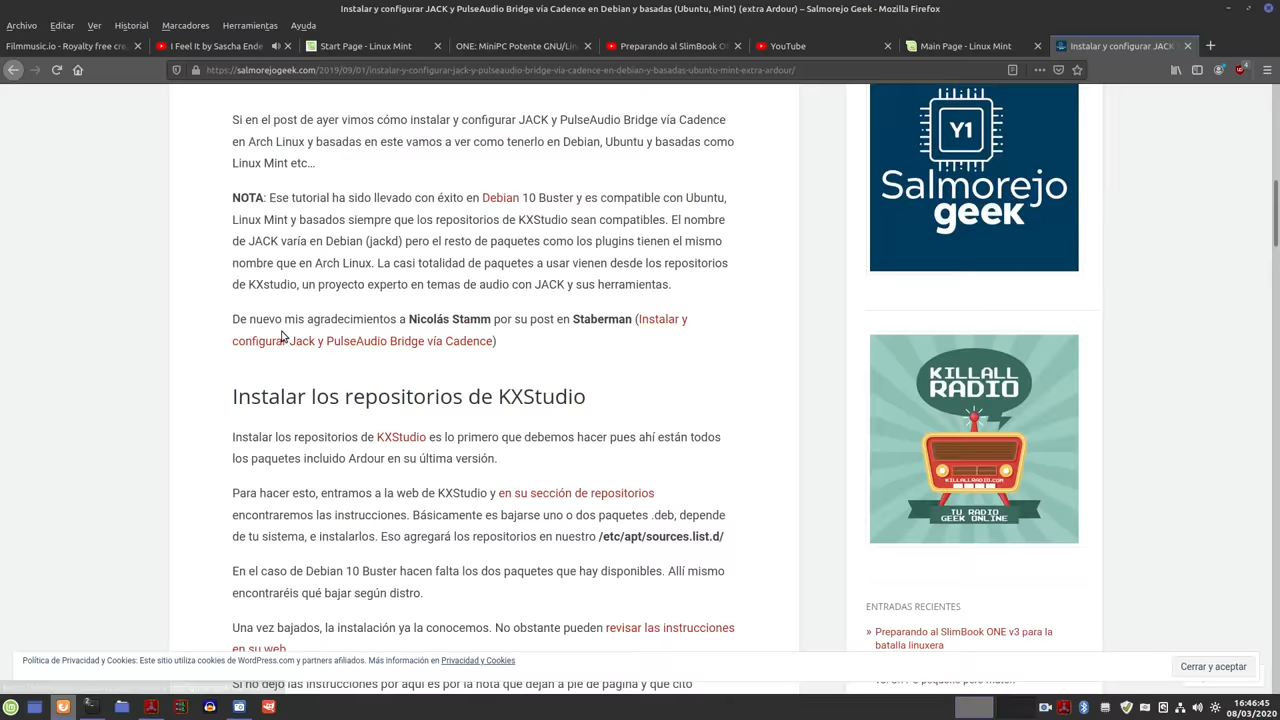 Instalar y configurar JACK y PulseAudio Bridge vía Cadence en Debian y basadas (Ubuntu, Mint) (extra Ardour) – Salmorejo Geek - Mozilla Firefox
Archivo Editar Ver Historial Marcadores Herramientas Ayuda
Filmmusic.io - Royalty free cre
I Feel It by Sascha Ende
Start Page - Linux Mint
ONE: MiniPC Potente GNU/Lin
Preparando al SlimBook O
YouTube
Main Page - Linux Mint
Instalar y configurar JACK
https://salmorejogeek.com/2019/09/01/instalar-y-configurar-jack-y-pulseaudio-bridge-via-cadence-en-debian-y-basadas-ubuntu-mint-extra-ardour/
4
Si en el post de ayer vimos cómo instalar y configurar JACK y PulseAudio Bridge vía Cadence
en Arch Linux y basadas en este vamos a ver como tenerlo en Debian, Ubuntu y basadas como
Linux Mint etc…
NOTA: Ese tutorial ha sido llevado con éxito en Debian 10 Buster y es compatible con Ubuntu,
Linux Mint y basados siempre que los repositorios de KXStudio sean compatibles. El nombre
de JACK varía en Debian (jackd) pero el resto de paquetes como los plugins tienen el mismo
nombre que en Arch Linux. La casi totalidad de paquetes a usar vienen desde los repositorios
de KXstudio, un proyecto experto en temas de audio con JACK y sus herramientas.
De nuevo mis agradecimientos a Nicolás Stamm por su post en Staberman (Instalar y
configurar Jack y PulseAudio Bridge vía Cadence)
Instalar los repositorios de KXStudio
Instalar los repositorios de KXStudio es lo primero que debemos hacer pues ahí están todos
los paquetes incluido Ardour en su última versión.
Para hacer esto, entramos a la web de KXStudio y en su sección de repositorios
encontraremos las instrucciones. Básicamente es bajarse uno o dos paquetes .deb, depende
de tu sistema, e instalarlos. Eso agregará los repositorios en nuestro /etc/apt/sources.list.d/
En el caso de Debian 10 Buster hacen falta los dos paquetes que hay disponibles. Allí mismo
encontraréis qué bajar según distro.
Una vez bajados, la instalación ya la conocemos. No obstante pueden revisar las instrucciones
en su web.
Si no dejo las instrucciones por aquí es por la nota que dejan a pie de página y que cito
Y1
Salmorejo
geek
KILLALL
RADIO
KILLALLRADIO.COM
TU RADIO
GEEK ONLINE
ENTRADAS RECIENTES
» Preparando al SlimBook ONE v3 para la
batalla linuxera
Política de Privacidad y Cookies: Este sitio utiliza cookies de WordPress.com y partners afiliados. Más información en Privacidad y Cookies
Cerrar y aceptar
16:46:45
08/03/2020